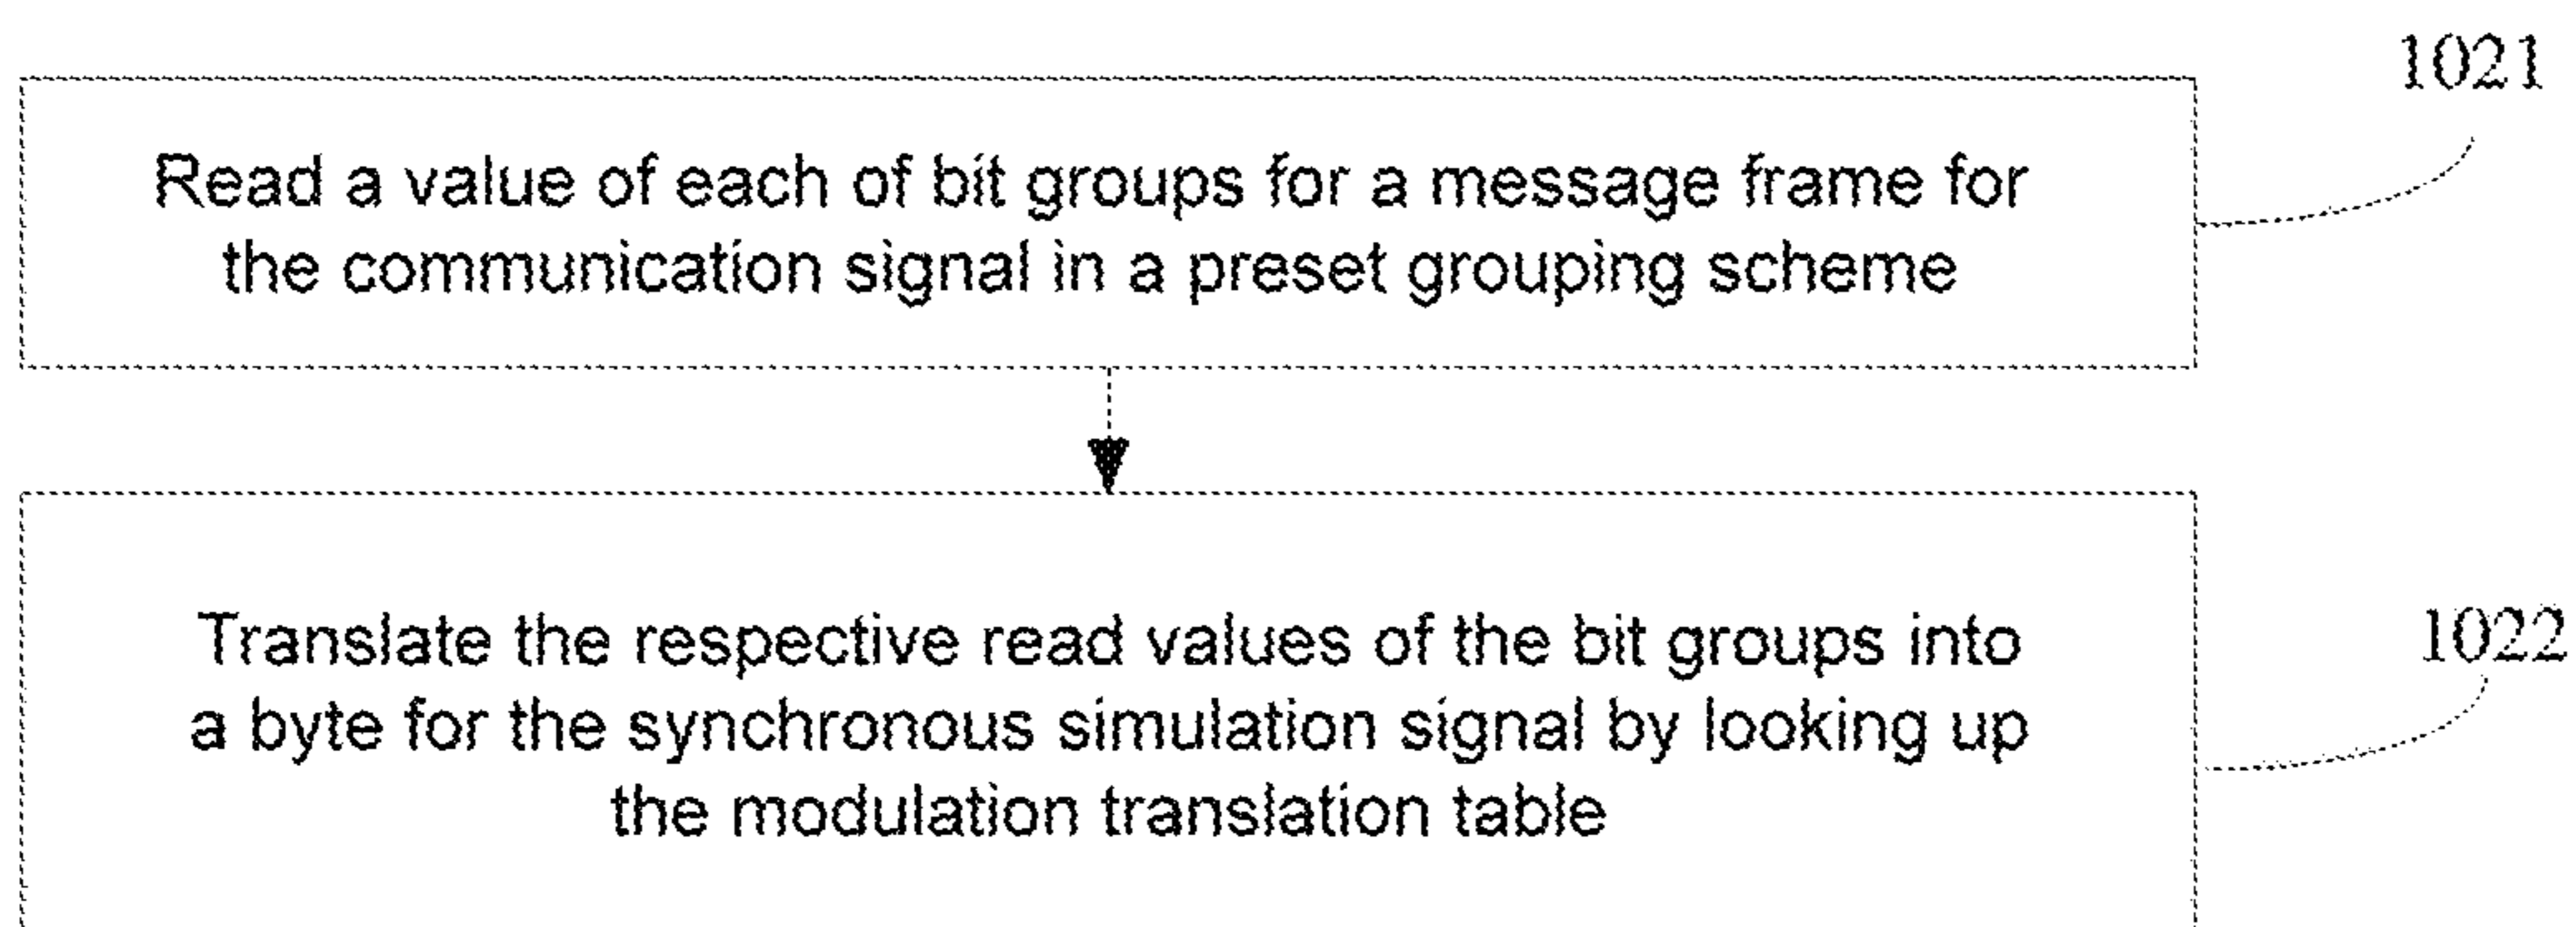 1021
Read a value of each of bit groups for a message frame for
the communication signal in a preset grouping scheme
Translate the respective read values of the bit groups into
a byte for the synchronous simulation signal by looking up
the modulation translation table
1022